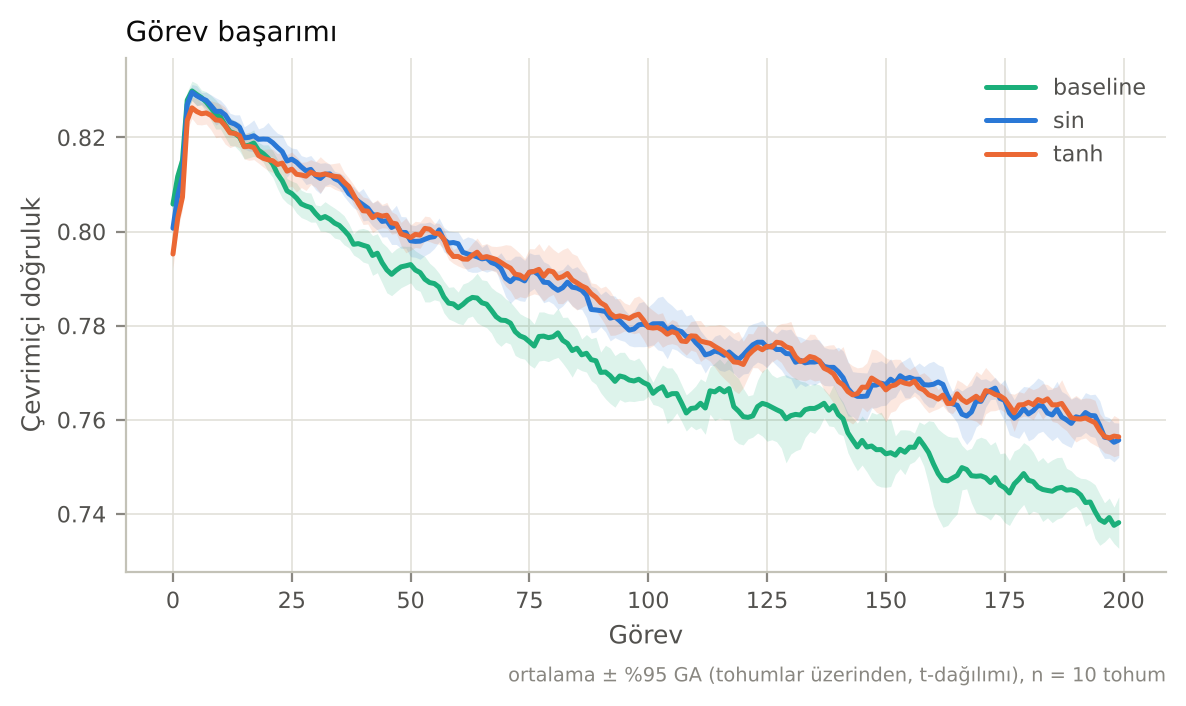 Görev başarımı
baseline
sin
tanh
Çevrimiçi doğruluk
0.82
0.80
0.78
0.76
0.74
0 25 50 75 100 125 150 175 200
Görev
ortalama ± %95 GA (tohumlar üzerinden, t-dağılımı), n = 10 tohum